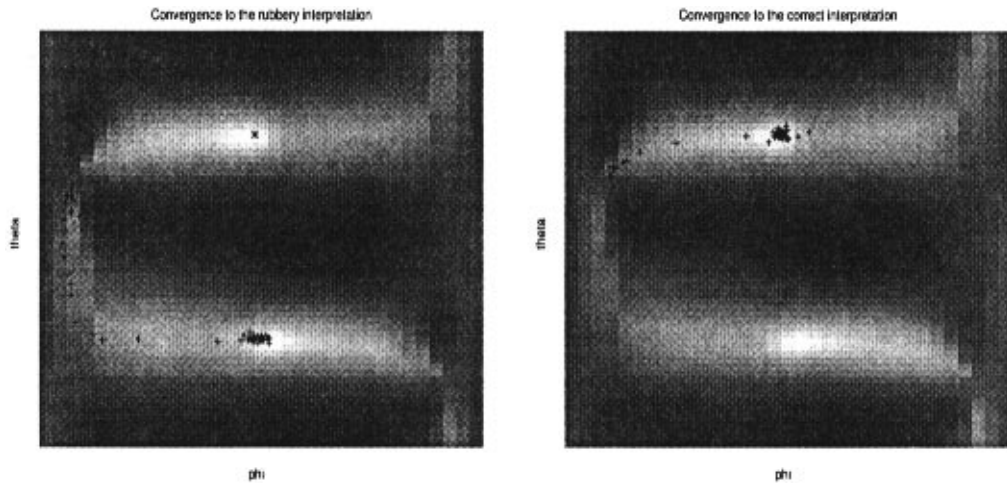 Convergence to the rubbery interpretation
Convergence to the correct interpretation
theta
theta
phi
phi